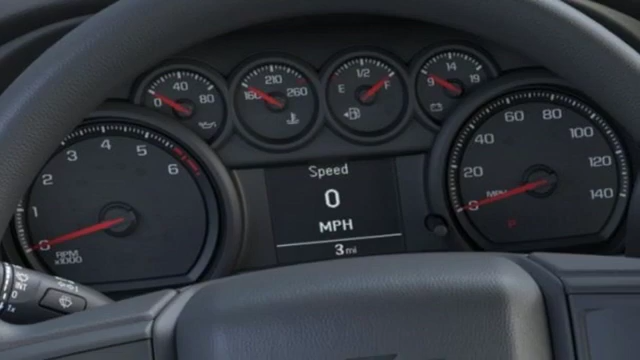 0 40 80
160 210 260
E 1/2 F
9 14 19
0 1 2 3 4 5 6
RPM
x1000
Speed
0
MPH
3 mi
0 20 40 60 80 100 120 140
MPH